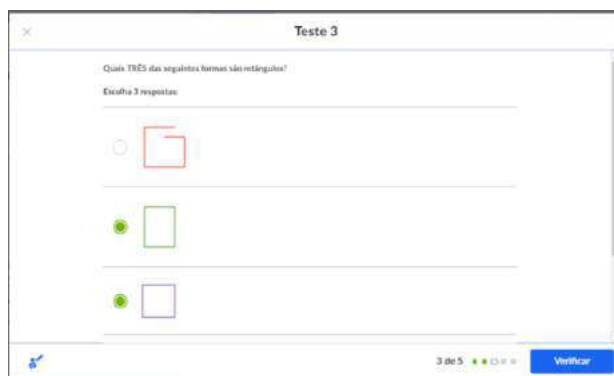 Teste 3
Quais TRÊS das seguintes formas são retângulos?
Escolha 3 respostas:
3 de 5
Verificar